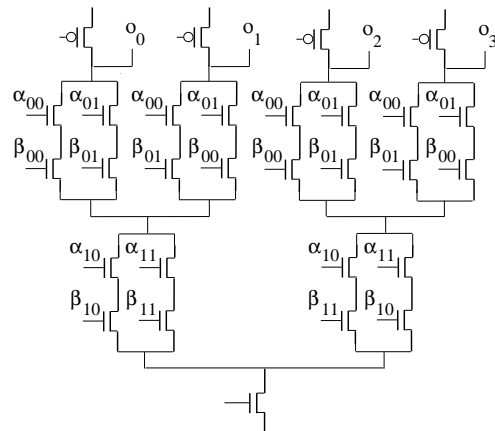 o₀ o₁ o₂ o₃
α₀₀ α₀₁ α₀₀ α₀₁ α₀₀ α₀₁ α₀₀ α₀₁
β₀₀ β₀₁ β₀₁ β₀₀ β₀₀ β₀₁ β₀₁ β₀₀
α₁₀ α₁₁ α₁₀ α₁₁
β₁₀ β₁₁ β₁₁ β₁₀